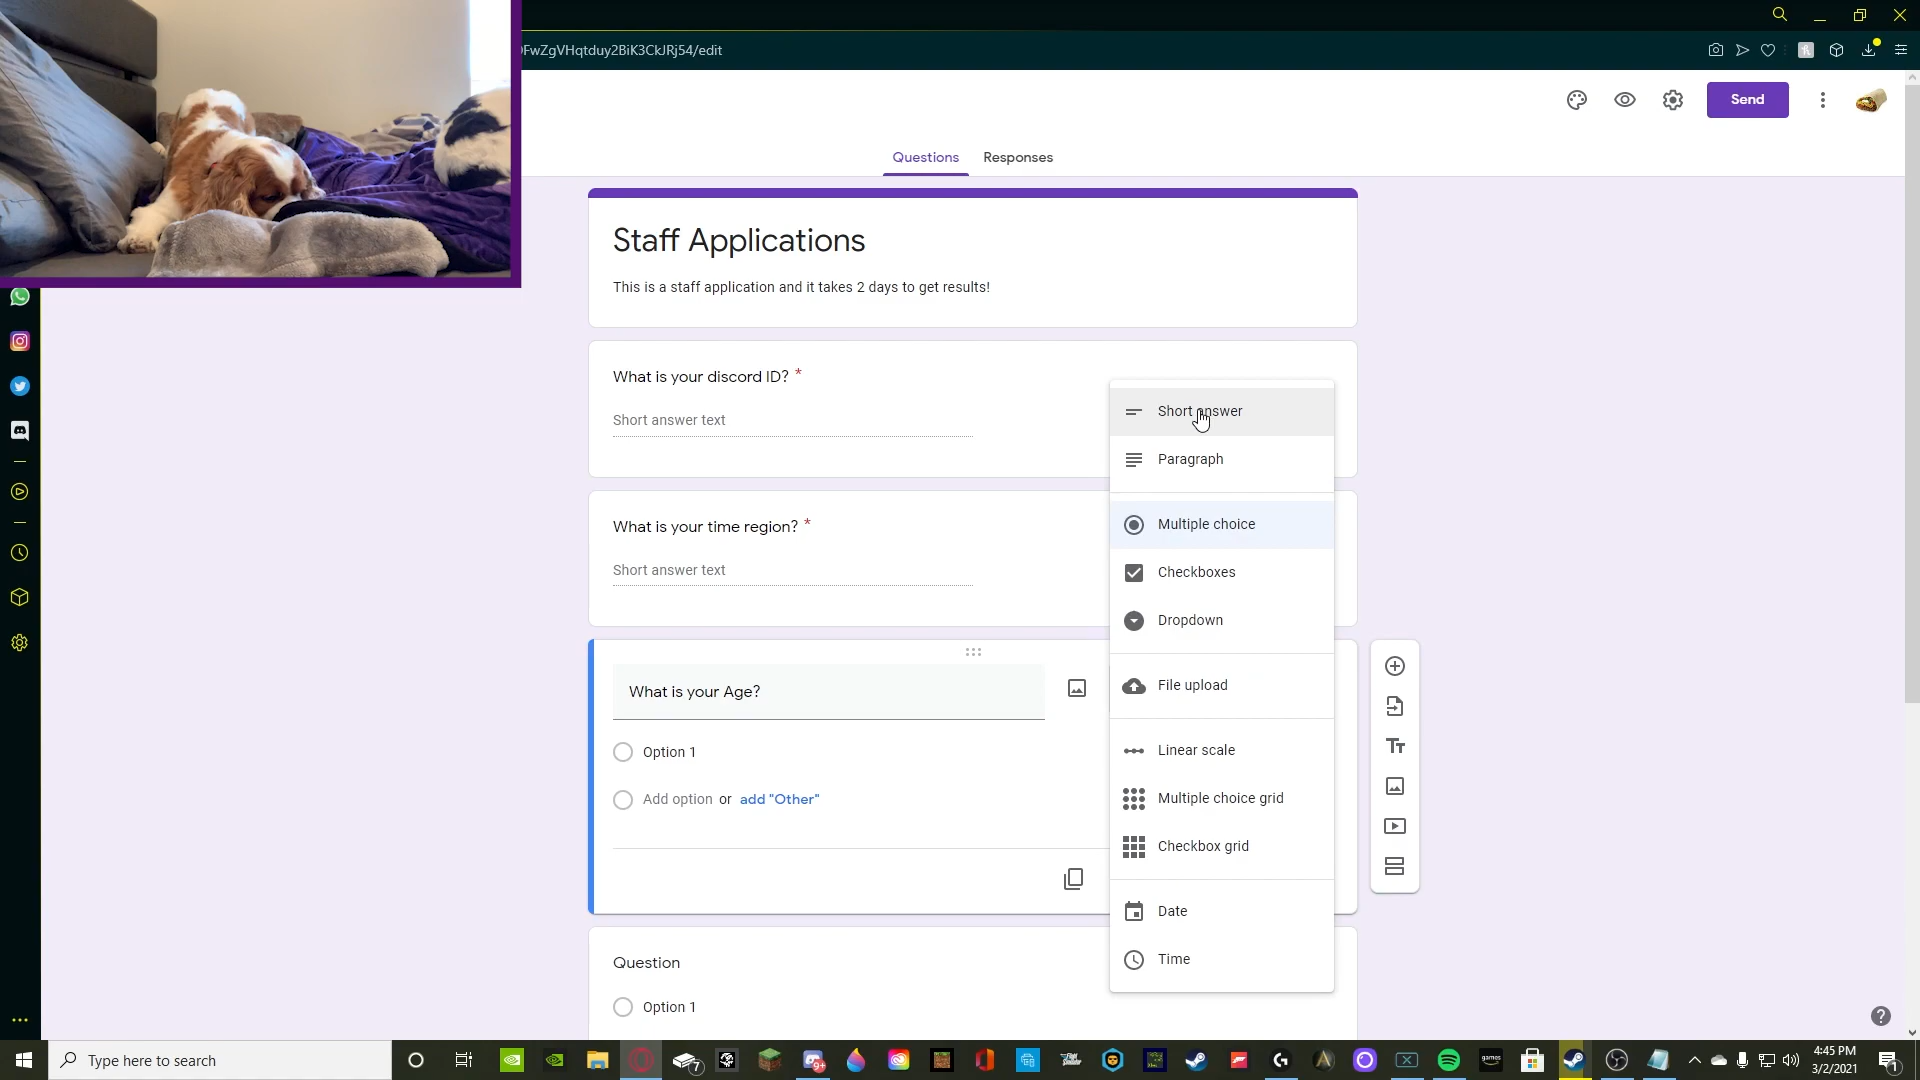 FwZgVHqtduy2BiK3CkJRj54/edit
Send
Questions
Responses
Staff Applications
This is a staff application and it takes 2 days to get results!
What is your discord ID? *
Short answer text
What is your time region? *
Short answer text
What is your Age?
Option 1
Add option or add "Other"
Question
Option 1
Short answer
Paragraph
Multiple choice
Checkboxes
Dropdown
File upload
Linear scale
Multiple choice grid
Checkbox grid
Date
Time
Type here to search
7
9+
games
4:45 PM
3/2/2021
1